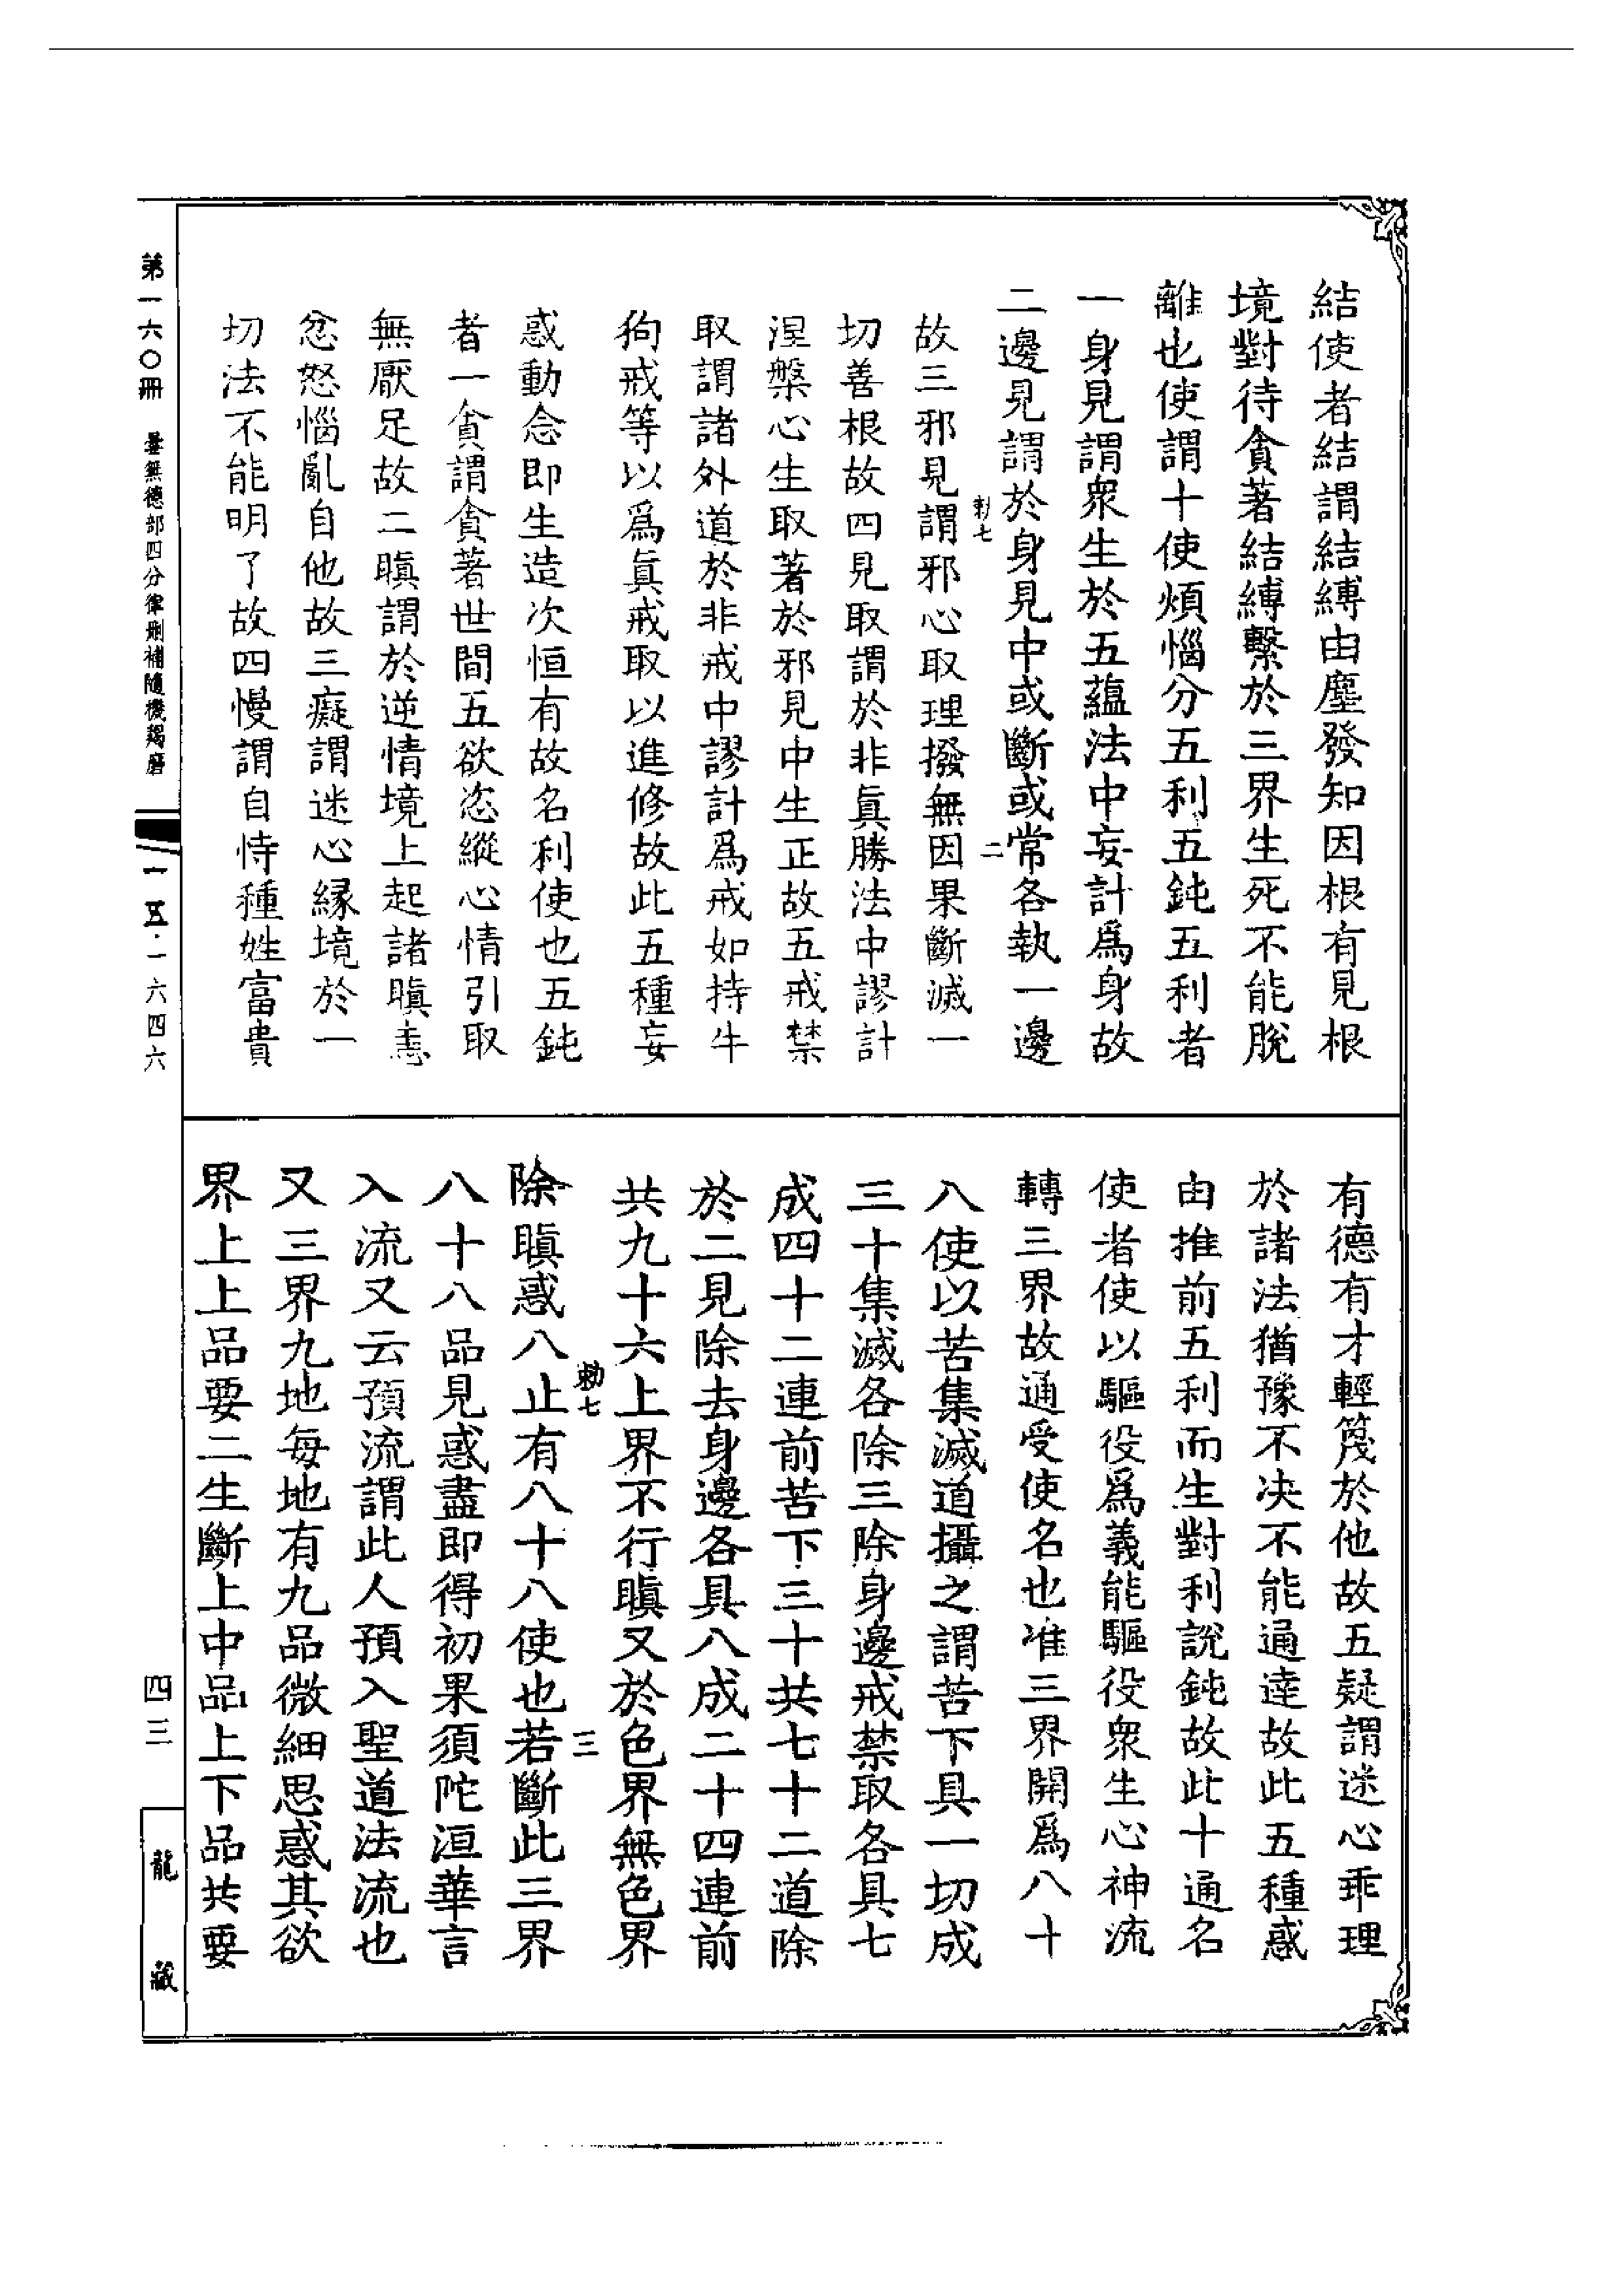 結使者結謂結縛由塵發知因根有見根
境對待貪著結縛繫於三界生死不能脫
離也使謂十使煩惱分五利五鈍五利者
一身見謂眾生於五蘊法中妄計爲身故
二邊見謂於身見中或斷或常各執一邊
勅七
二
故三邪見謂邪心取理撥無因果斷滅一
切善根故四見取謂於非眞勝法中謬計
涅槃心生取著於邪見中生正故五戒禁
取謂諸外道於非戒中謬計爲戒如持牛
狗戒等以爲眞戒取以進修故此五種妄
惑動念即生造次恒有故名利使也五鈍
者一貪謂貪著世間五欲恣縱心情引取
無厭足故二瞋謂於逆情境上起諸瞋恚
忿怒惱亂自他故三癡謂迷心緣境於一
切法不能明了故四慢謂自恃種姓富貴
有德有才輕篾於他故五疑謂迷心乖理
於諸法猶豫不决不能通達故此五種惑
由推前五利而生對利說鈍故此十通名
使者使以驅役爲義能驅役眾生心神流
轉三界故通受使名也准三界開爲八十
八使以苦集滅道攝之謂苦下具一切成
三十集滅各除三除身邊戒禁取各具七
成四十二連前苦下三十共七十二道除
於二見除去身邊各具八成二十四連前
共九十六上界不行瞋又於色界無色界
勅七
三
除瞋惑八止有八十八使也若斷此三界
八十八品見惑盡即得初果須陀洹華言
入流又云預流謂此人預入聖道法流也
又三界九地每地有九品微細思惑其欲
界上上品要二生斷上中品上下品共要
第一六〇冊
曇無德部四分律刪補隨機羯磨
一五·一六四六
四三
龍藏